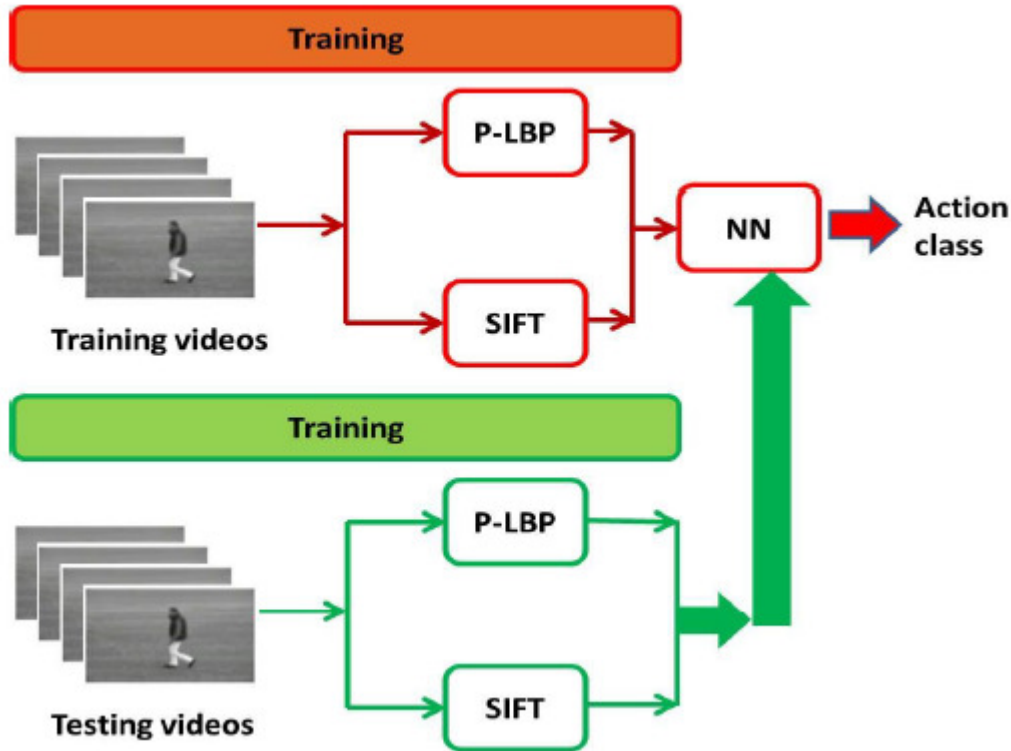 Training
P-LBP
NN
Action
class
SIFT
Training videos
Training
P-LBP
SIFT
Testing videos